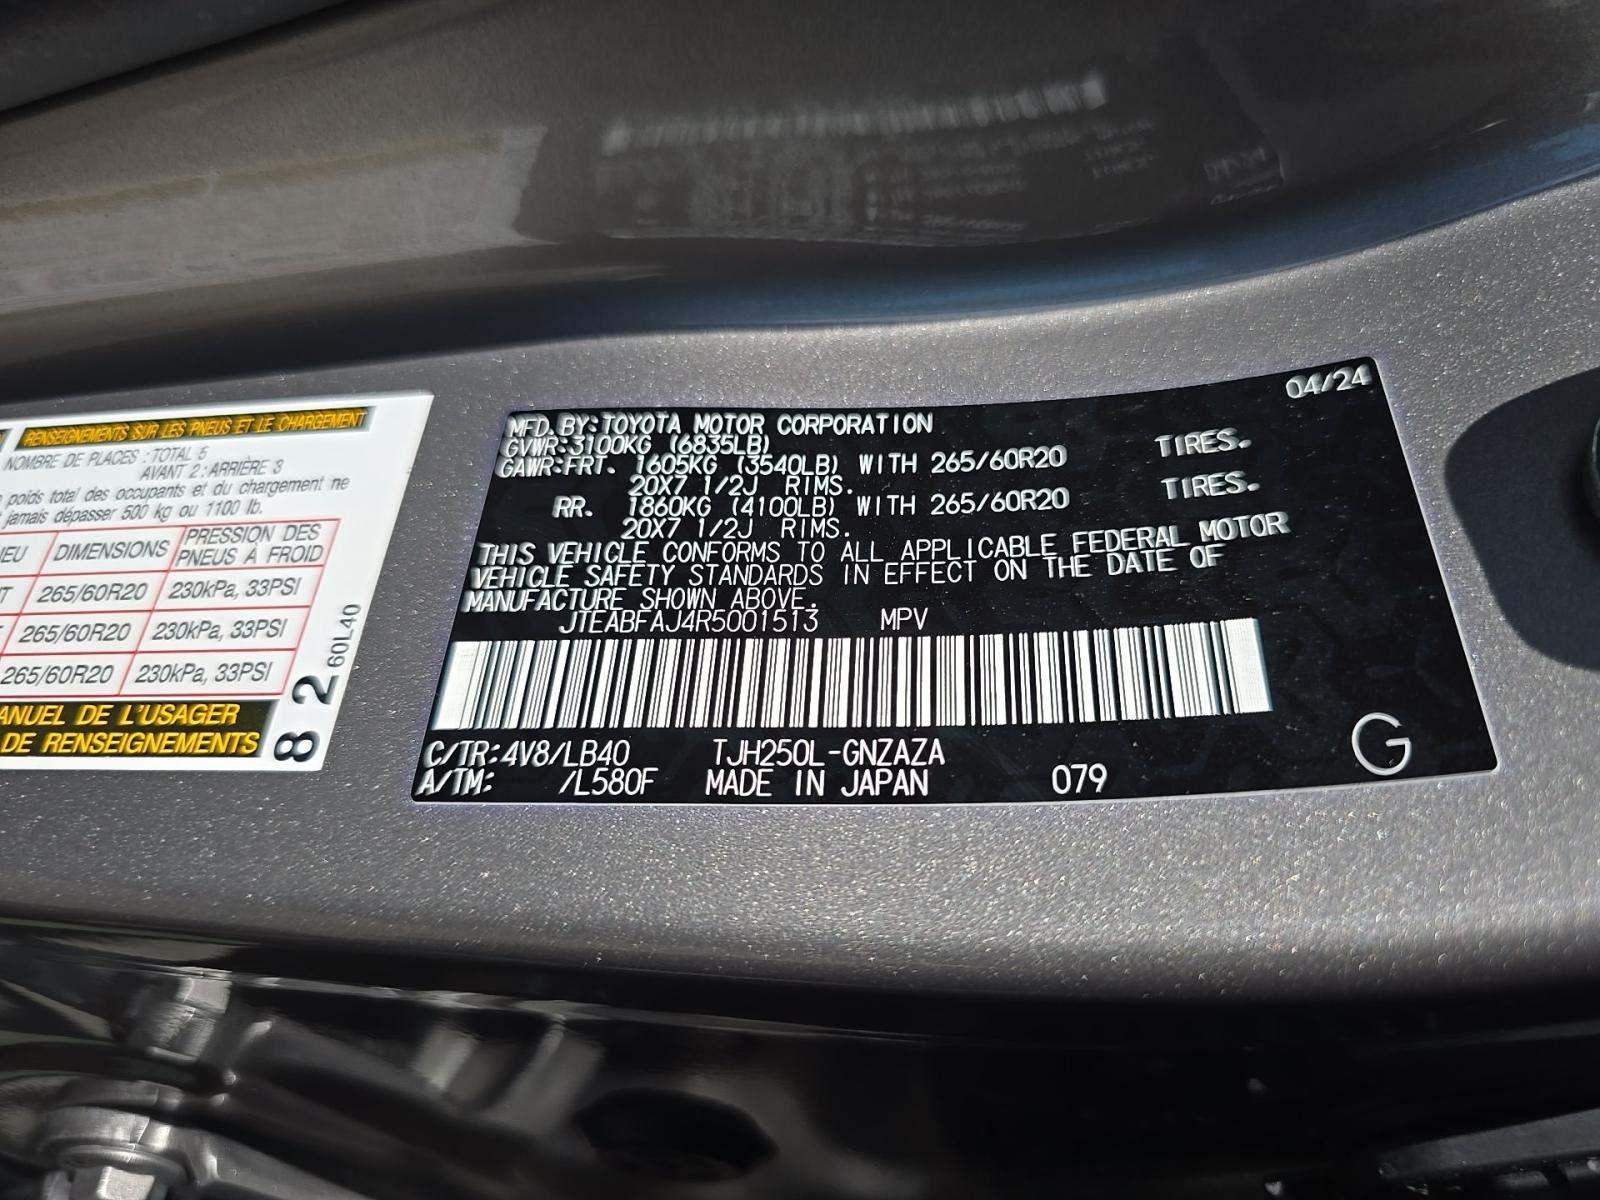 RENSEIGNEMENTS SUR LES PNEUS ET LE CHARGEMENT
NOMBRE DE PLACES : TOTAL 5
AVANT 2 : ARRIÈRE 3
poids total des occupants et du chargement ne
jamais dépasser 500 kg ou 1100 lb.
DIMENSIONS
PRESSION DES
PNEUS À FROID
265/60R20 230kPa, 33PSI
265/60R20 230kPa, 33PSI
265/60R20 230kPa, 33PSI
DE L'USAGER
DE RENSEIGNEMENTS
82
60L40
04/24
MFD. BY: TOYOTA MOTOR CORPORATION
GVWR:3100KG (6835LB)
GAWR:FRT. 1605KG (3540LB) WITH 265/60R20 TIRES.
20X7 1/2J RIMS.
RR. 1860KG (4100LB) WITH 265/60R20 TIRES.
20X7 1/2J RIMS.
THIS VEHICLE CONFORMS TO ALL APPLICABLE FEDERAL MOTOR
VEHICLE SAFETY STANDARDS IN EFFECT ON THE DATE OF
MANUFACTURE SHOWN ABOVE.
JTEABFAJ4R5001513 MPV
C/TR:4V8/LB40 TJH250L-GNZAZA
A/TM: /L580F MADE IN JAPAN 079
G